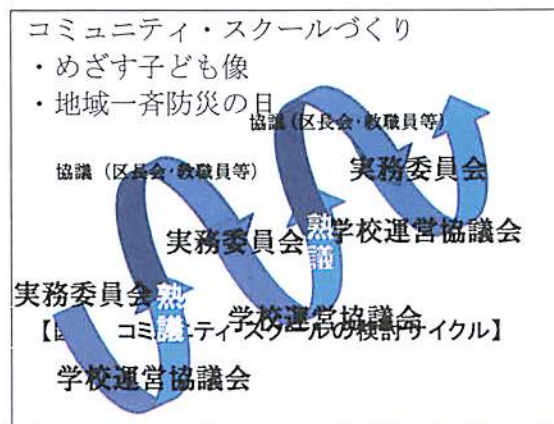 コミュニティ・スクールづくり
・めざす子ども像
・地域一斉防災の日
協議（区長会・教職員等）
実務委員会
協議（区長会・教職員等）
熟議
学校運営協議会
実務委員会
熟議
実務委員会
学校運営協議会
コミュニティ・スクールの検討サイクル】
学校運営協議会